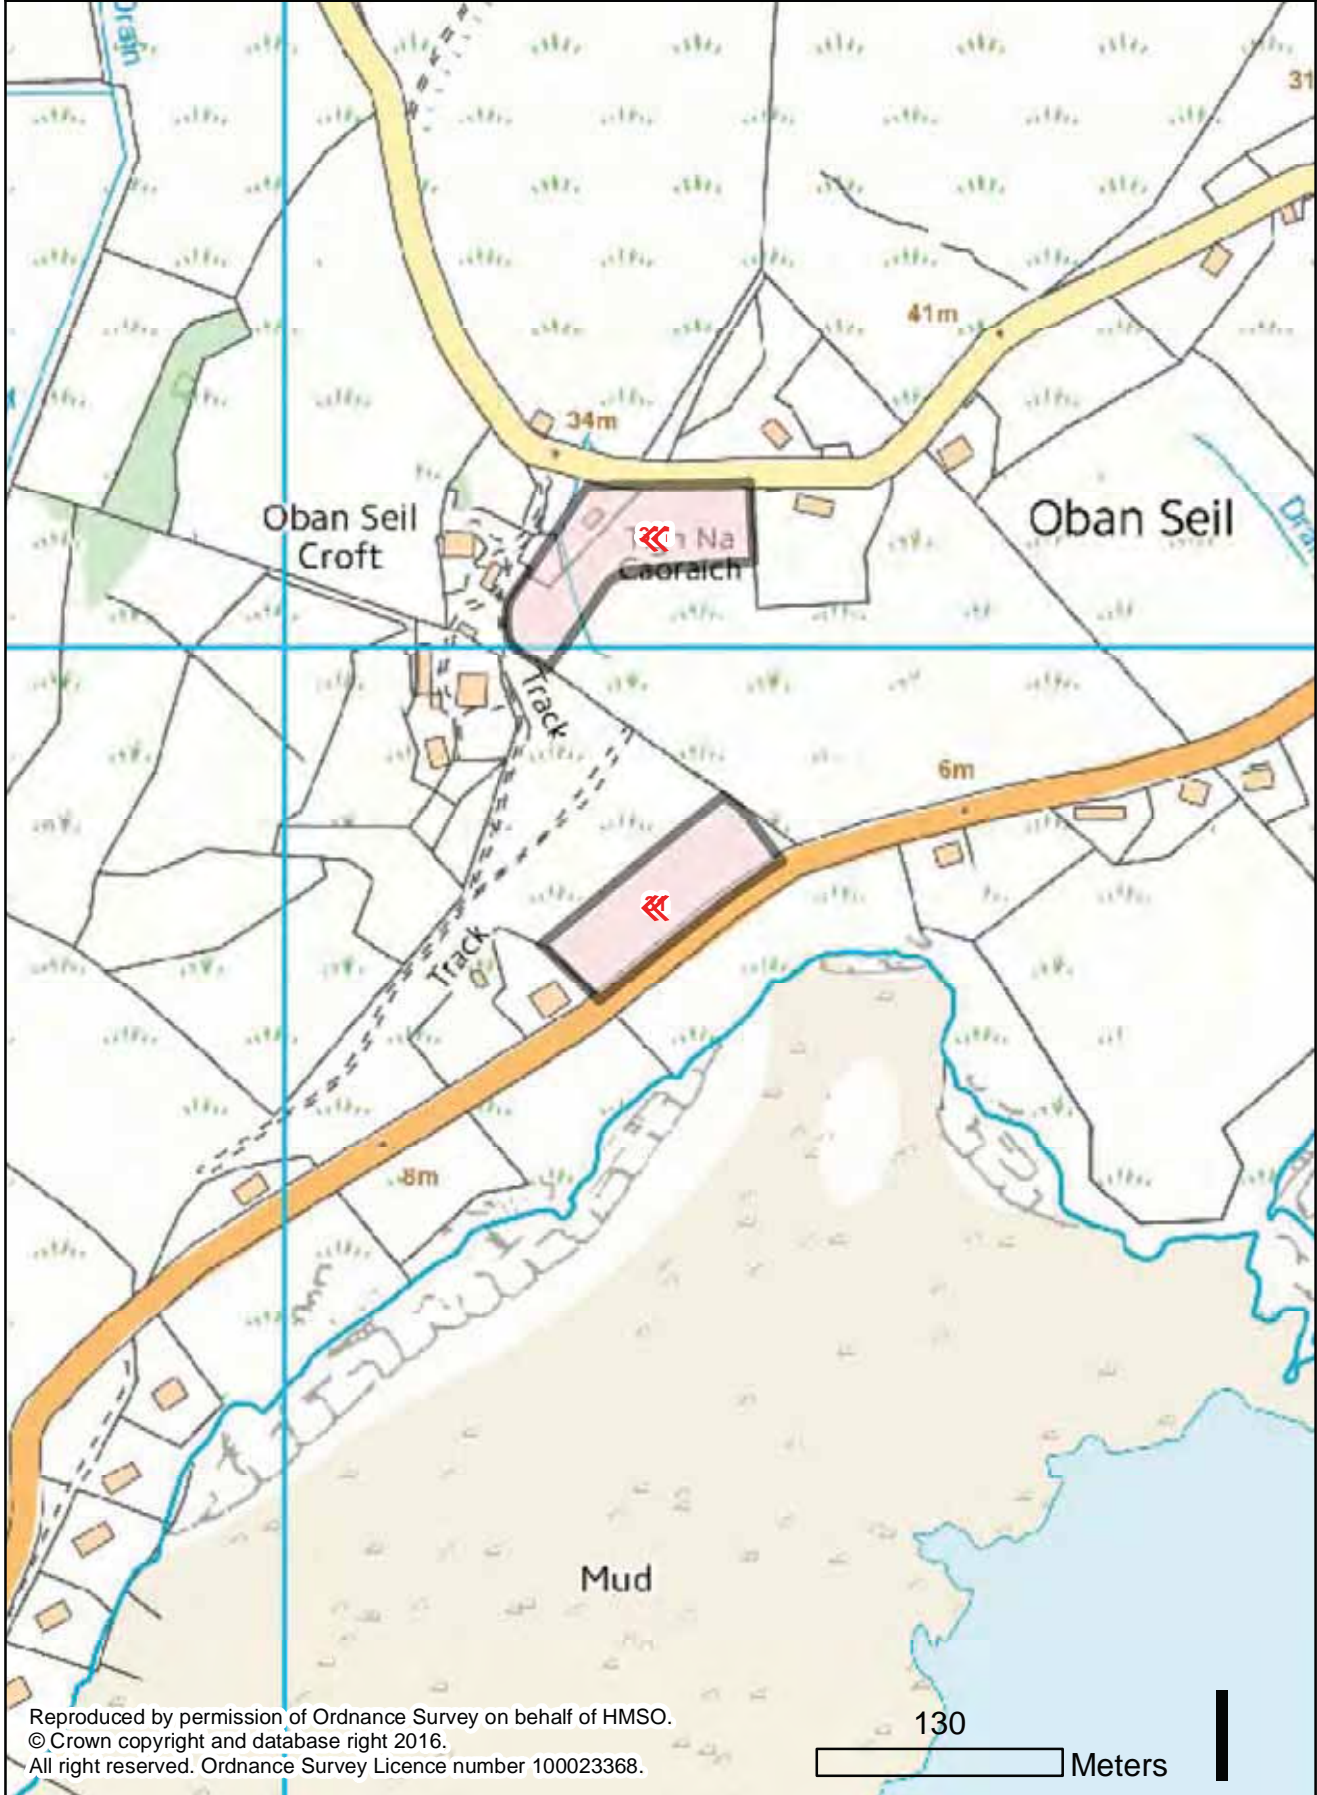 Drain
31
41m
34m
Oban Seil
Croft
Oban Seil
Na
Caoraich
Track
6m
Track
8m
Mud
Reproduced by permission of Ordnance Survey on behalf of HMSO.
© Crown copyright and database right 2016.
All right reserved. Ordnance Survey Licence number 100023368.
130
Meters